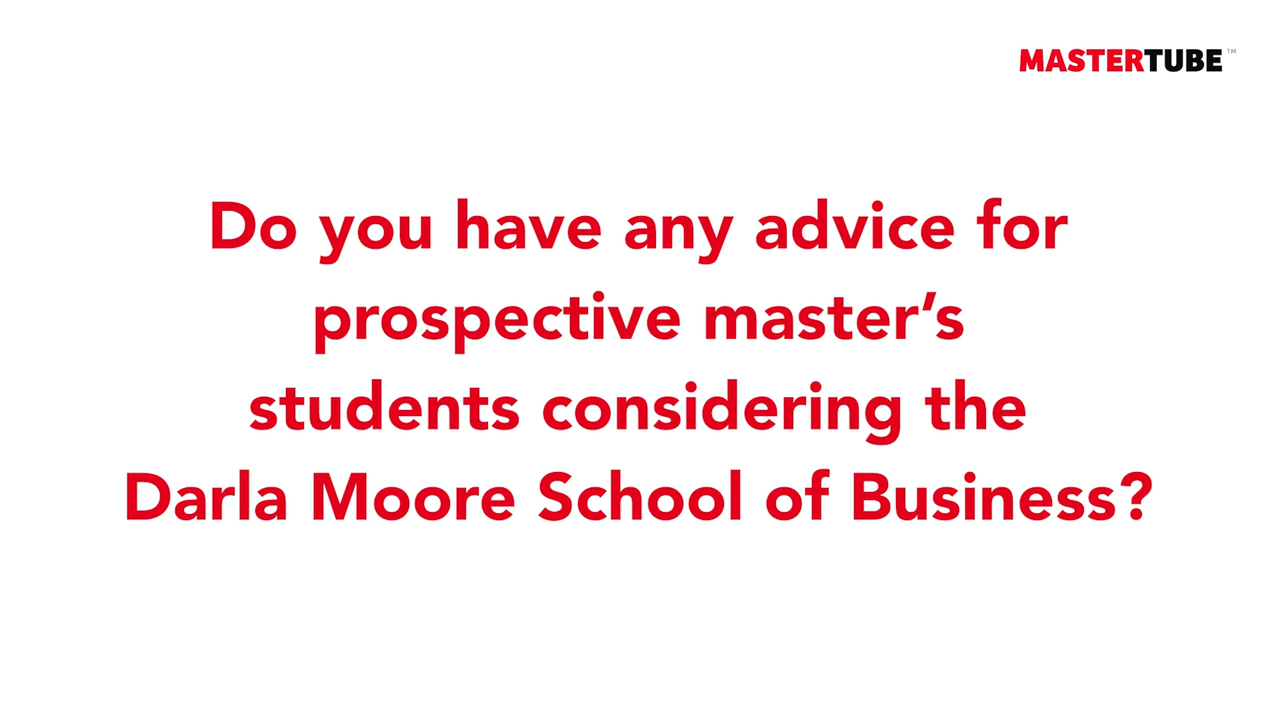 MASTERTUBE™
Do you have any advice for
prospective master’s
students considering the
Darla Moore School of Business?